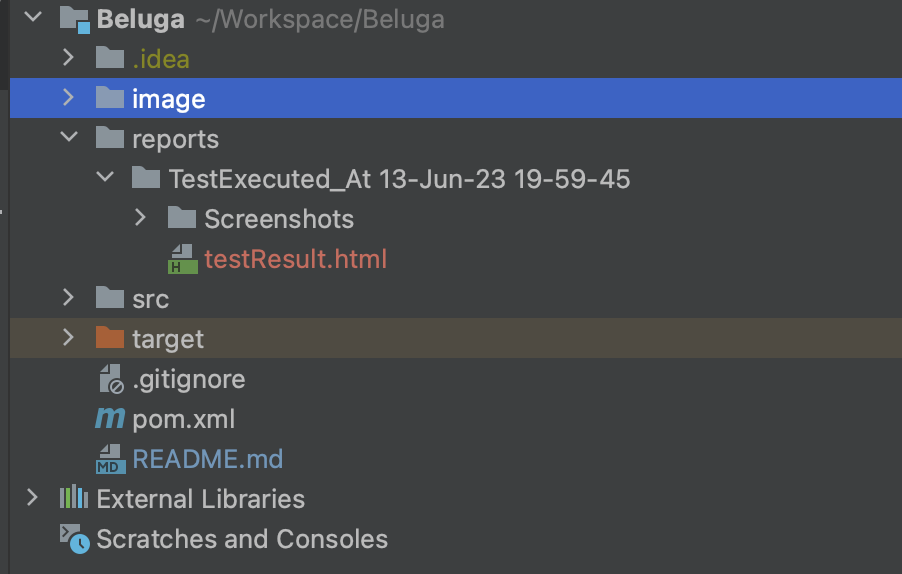 Beluga ~/Workspace/Beluga
.idea
image
reports
TestExecuted_At 13-Jun-23 19-59-45
Screenshots
H testResult.html
src
target
.gitignore
m pom.xml
MD README.md
External Libraries
Scratches and Consoles